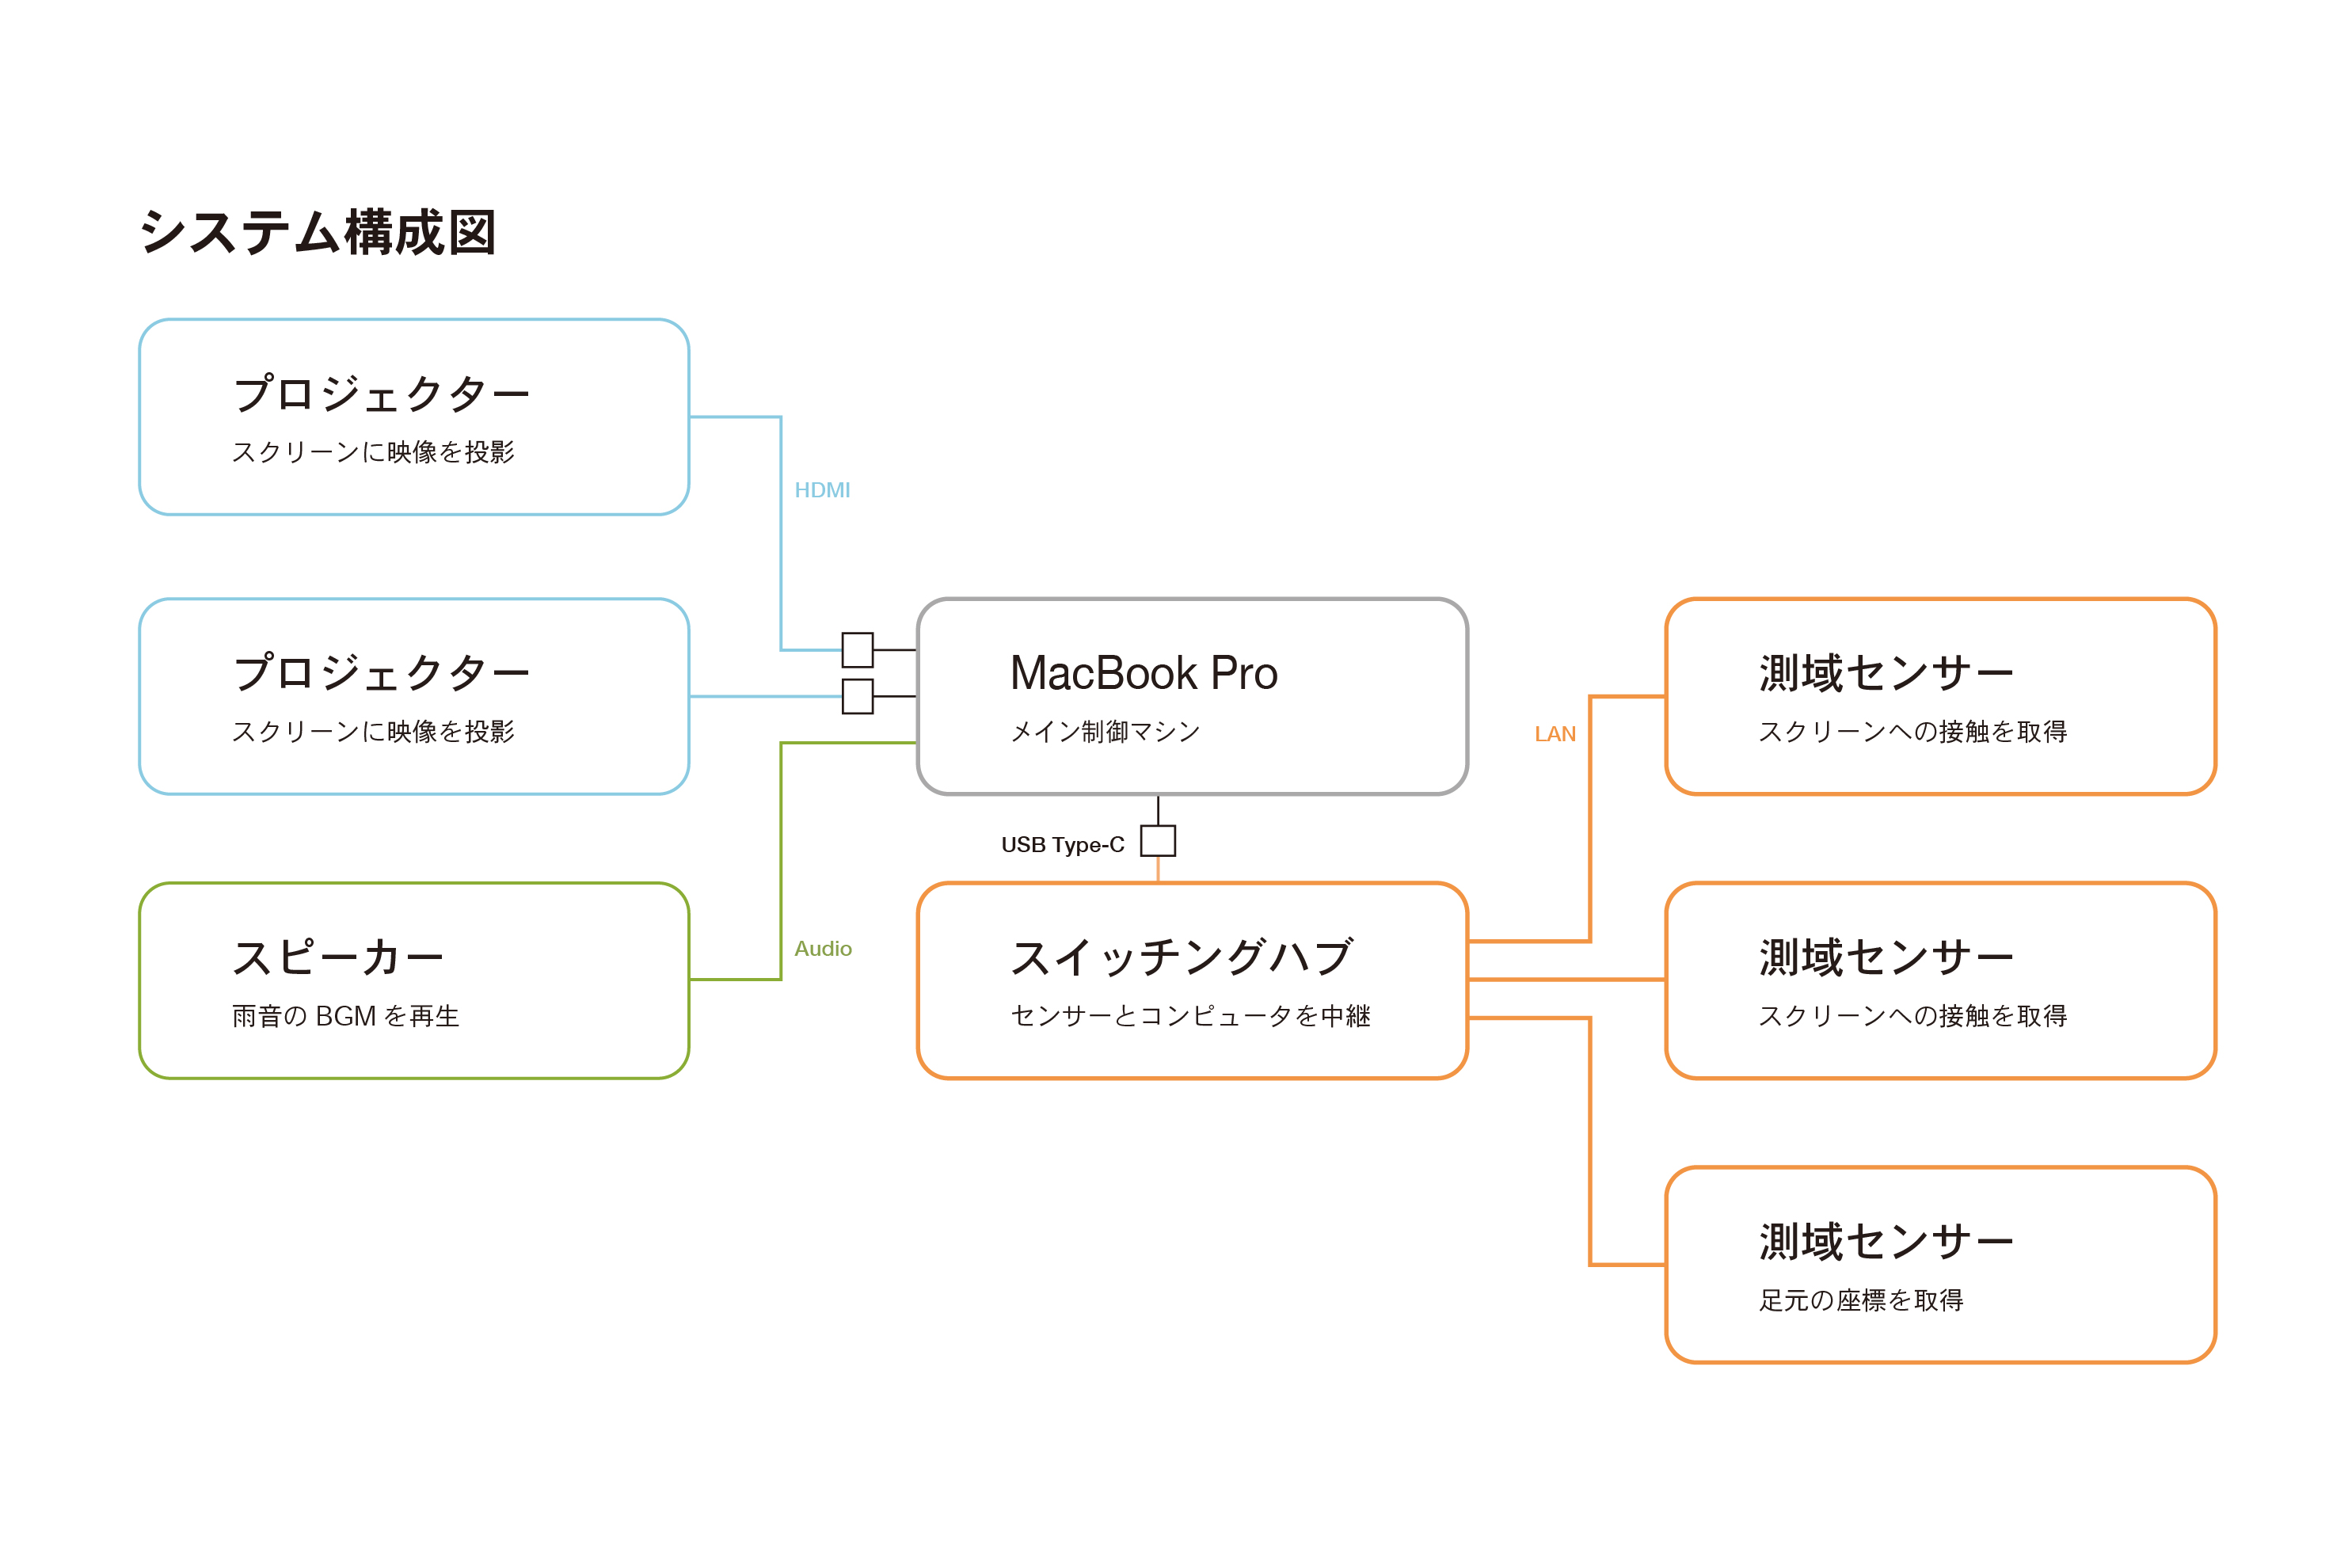 システム構成図
プロジェクター
スクリーンに映像を投影
HDMI
プロジェクター
スクリーンに映像を投影
MacBook Pro
メイン制御マシン
LAN
測域センサー
スクリーンへの接触を取得
USB Type-C
スピーカー
雨音の BGM を再生
Audio
スイッチングハブ
センサーとコンピュータを中継
測域センサー
スクリーンへの接触を取得
測域センサー
足元の座標を取得